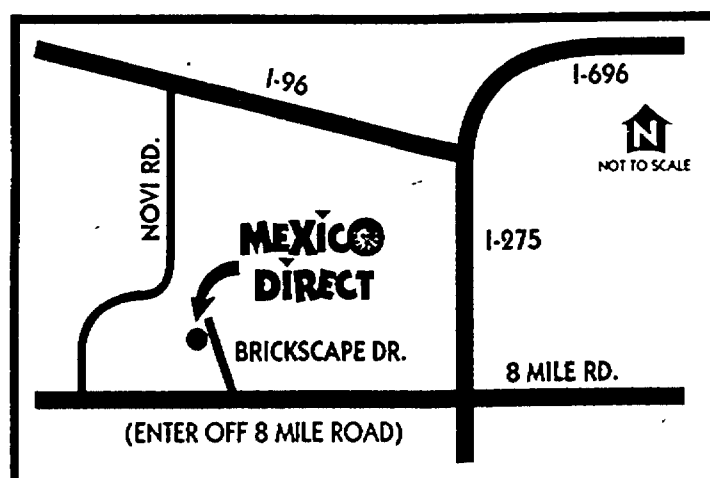 I-96
I-696
N
NOT TO SCALE
NOVI RD.
MEXICO
DIRECT
I-275
BRICKSCAPE DR.
8 MILE RD.
(ENTER OFF 8 MILE ROAD)